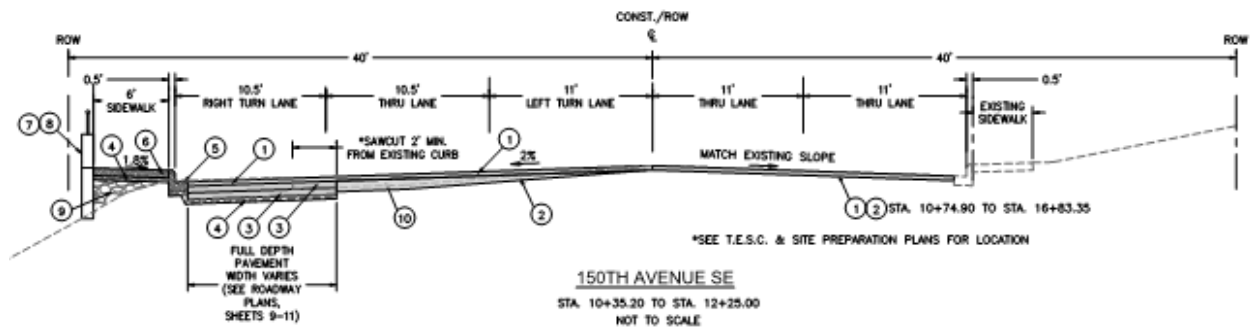 CONST./ROW
ROW
℄
ROW
40'
40'
0.5'
6'
SIDEWALK
10.5'
RIGHT TURN LANE
10.5'
THRU LANE
11'
LEFT TURN LANE
11'
THRU LANE
11'
THRU LANE
0.5'
EXISTING
SIDEWALK
*SAWCUT 2' MIN.
FROM EXISTING CURB
7 8
4
1.8%
6
5
1
1
2%
MATCH EXISTING SLOPE
9
4
3
3
10
2
1 2 STA. 10+74.90 TO STA. 16+83.35
*SEE T.E.S.C. & SITE PREPARATION PLANS FOR LOCATION
FULL DEPTH
PAVEMENT
WIDTH VARIES
(SEE ROADWAY
PLANS,
SHEETS 9-11)
150TH AVENUE SE
STA. 10+35.20 TO STA. 12+25.00
NOT TO SCALE